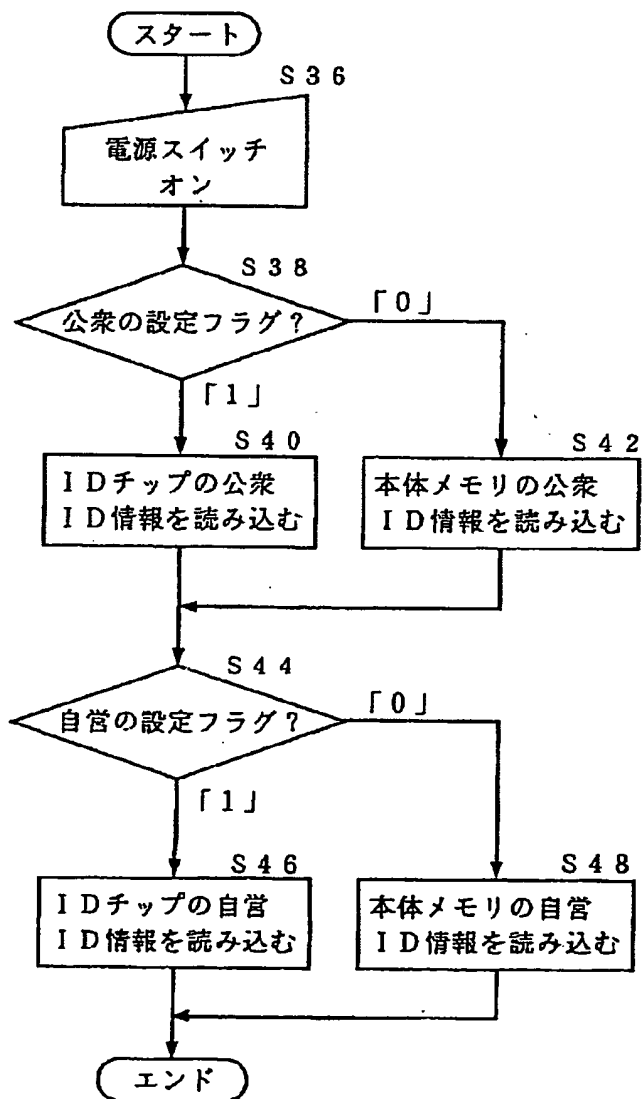 スタート
S36
電源スイッチ
オン
S38
公衆の設定フラグ?
「0」
「1」
S40
IDチップの公衆
ID情報を読み込む
S42
本体メモリの公衆
ID情報を読み込む
S44
自営の設定フラグ?
「0」
「1」
S46
IDチップの自営
ID情報を読み込む
S48
本体メモリの自営
ID情報を読み込む
エンド